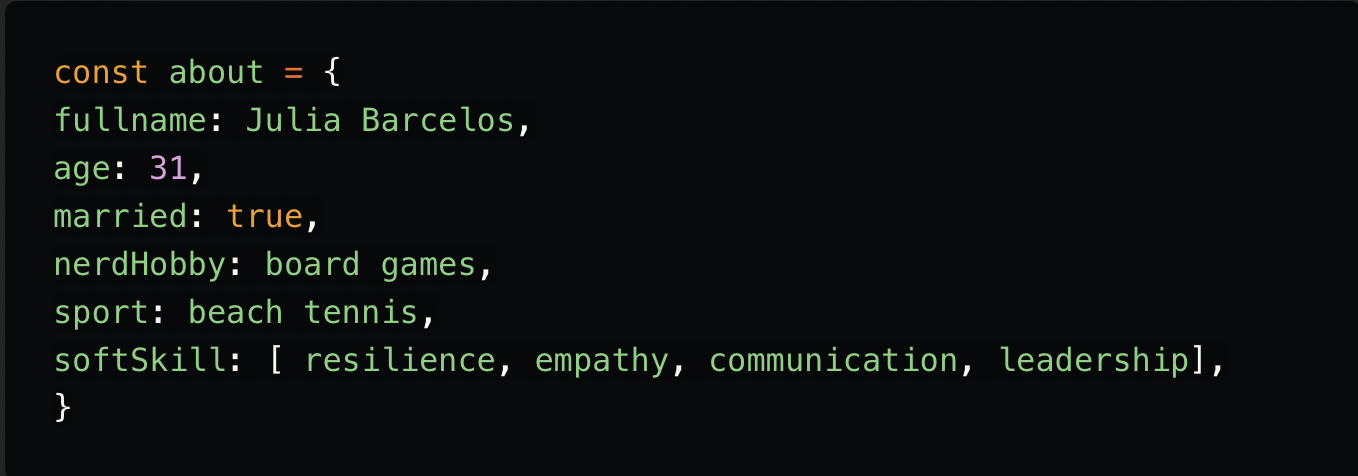 const about = {
fullname: Julia Barcelos,
age: 31,
married: true,
nerdHobby: board games,
sport: beach tennis,
softSkill: [ resilience, empathy, communication, leadership],
}